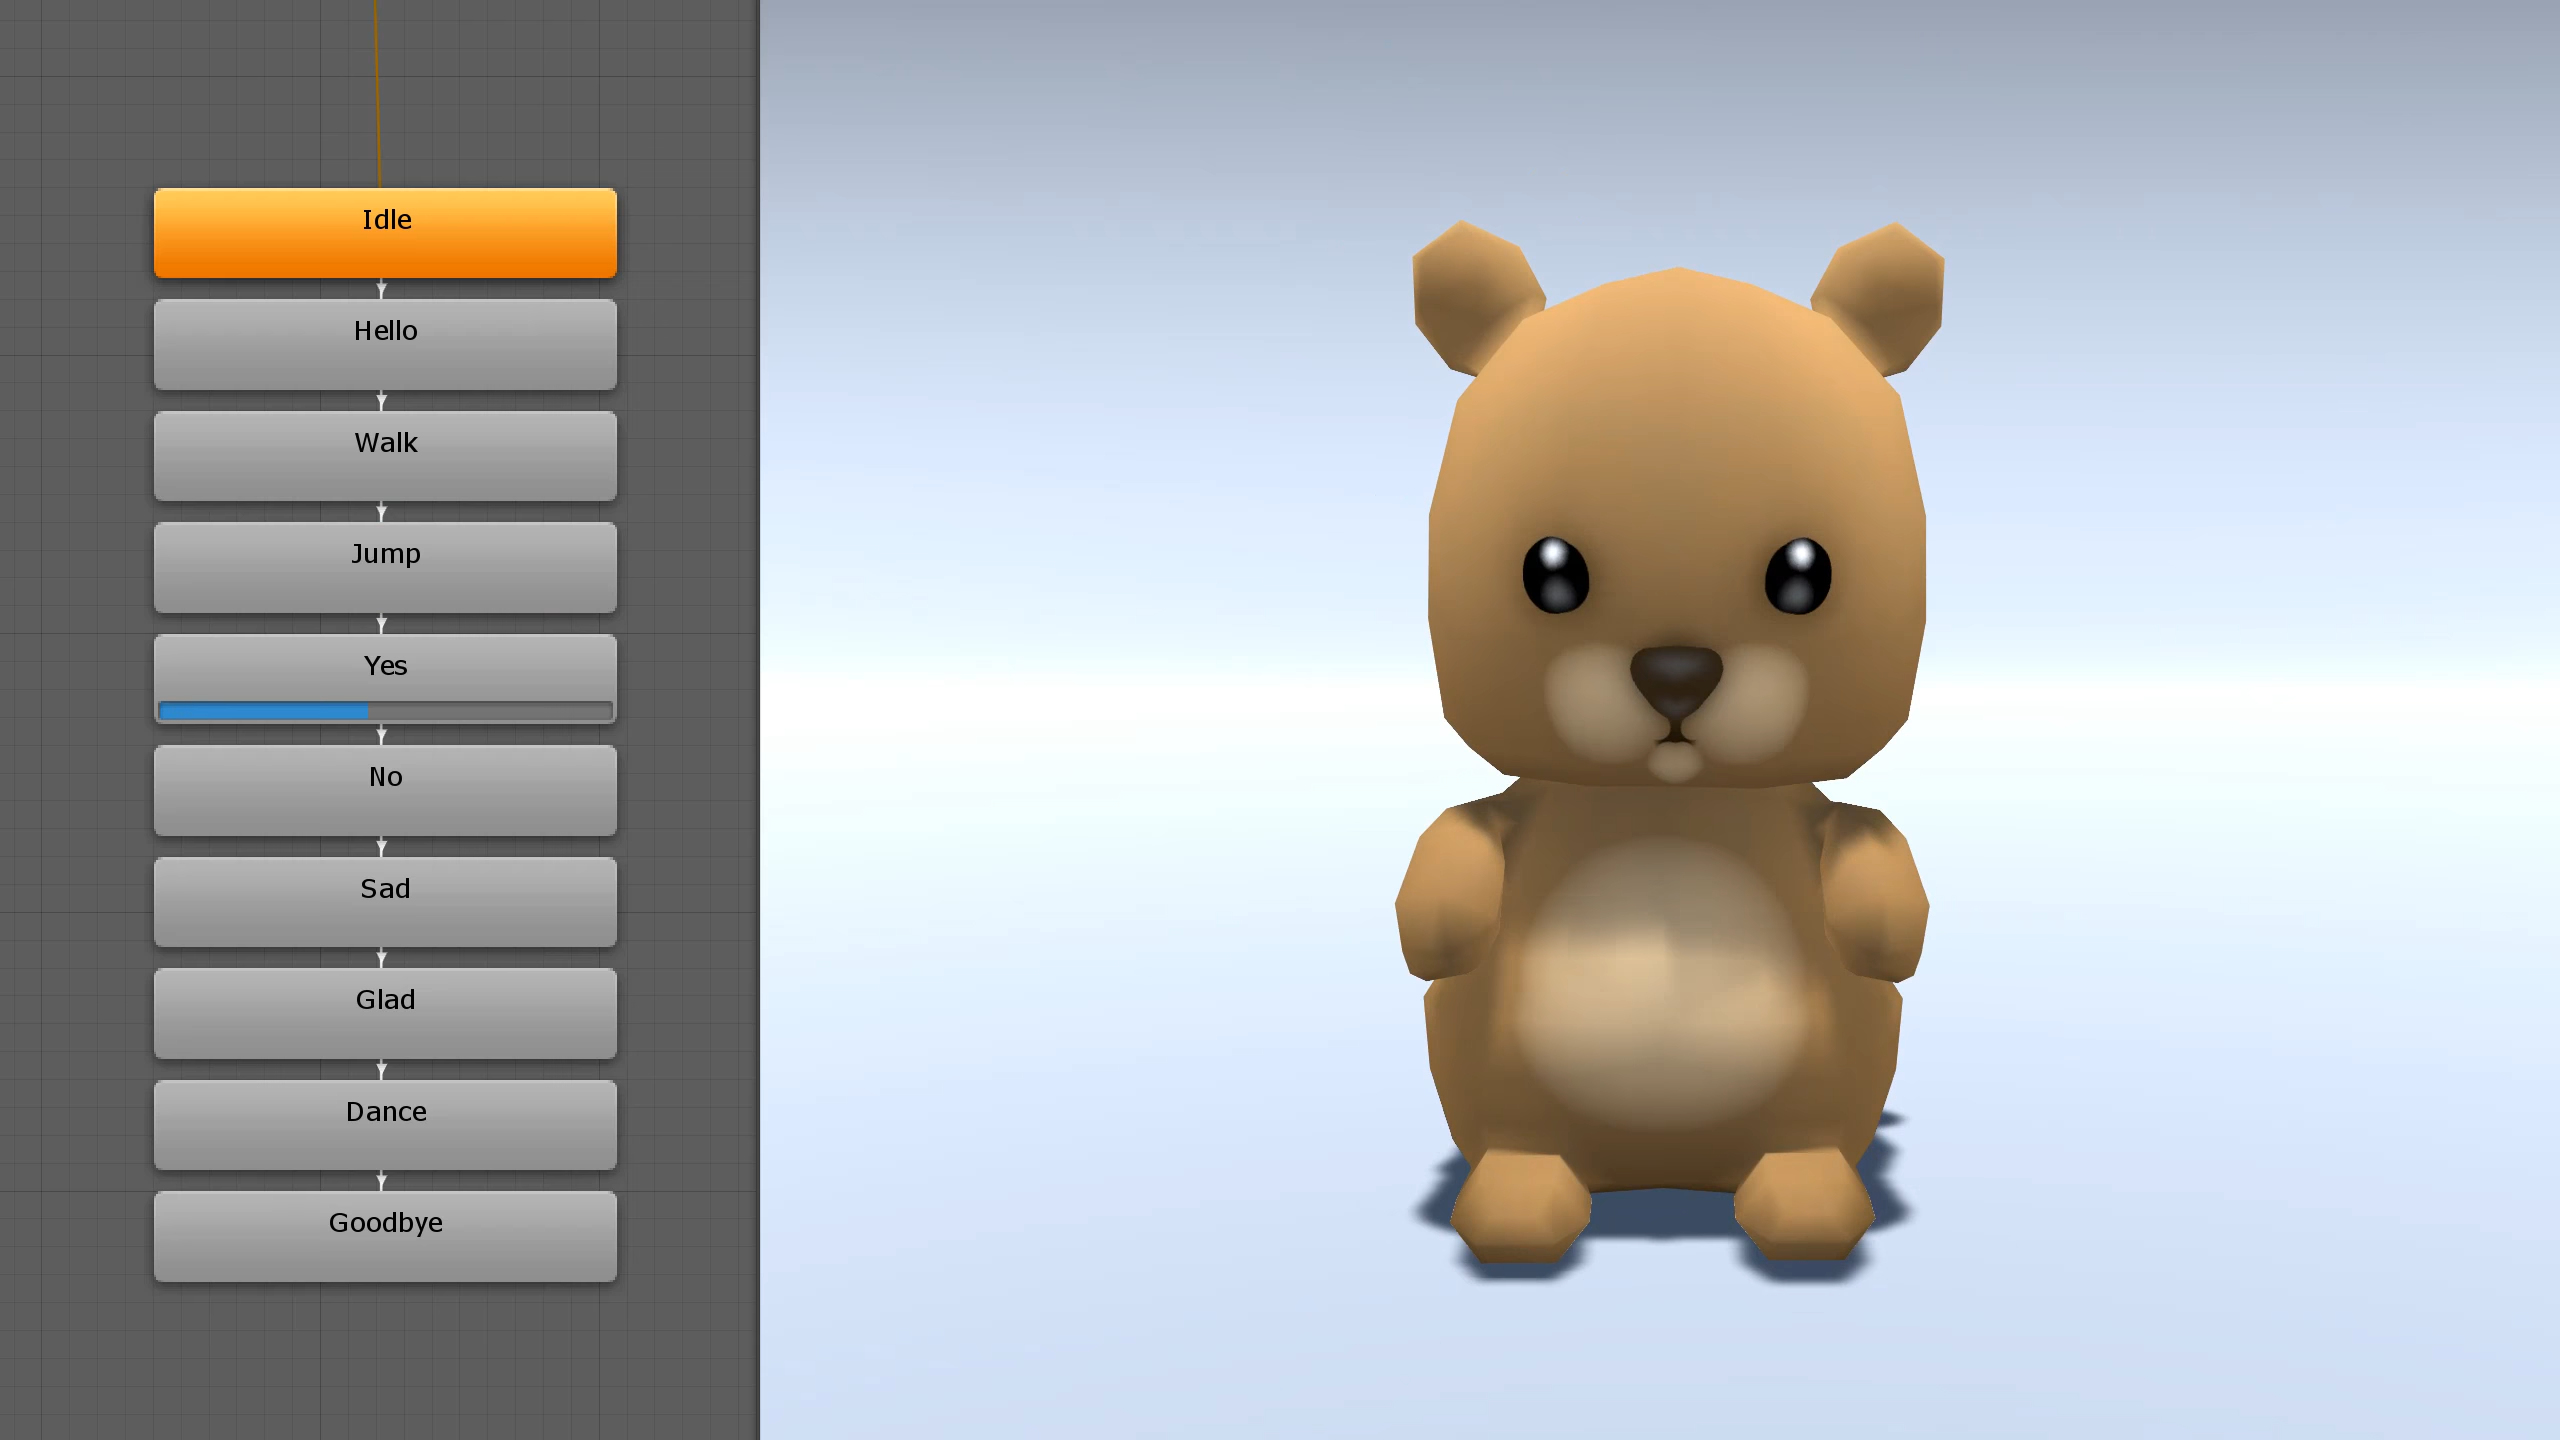 Idle
Hello
Walk
Jump
Yes
No
Sad
Glad
Dance
Goodbye